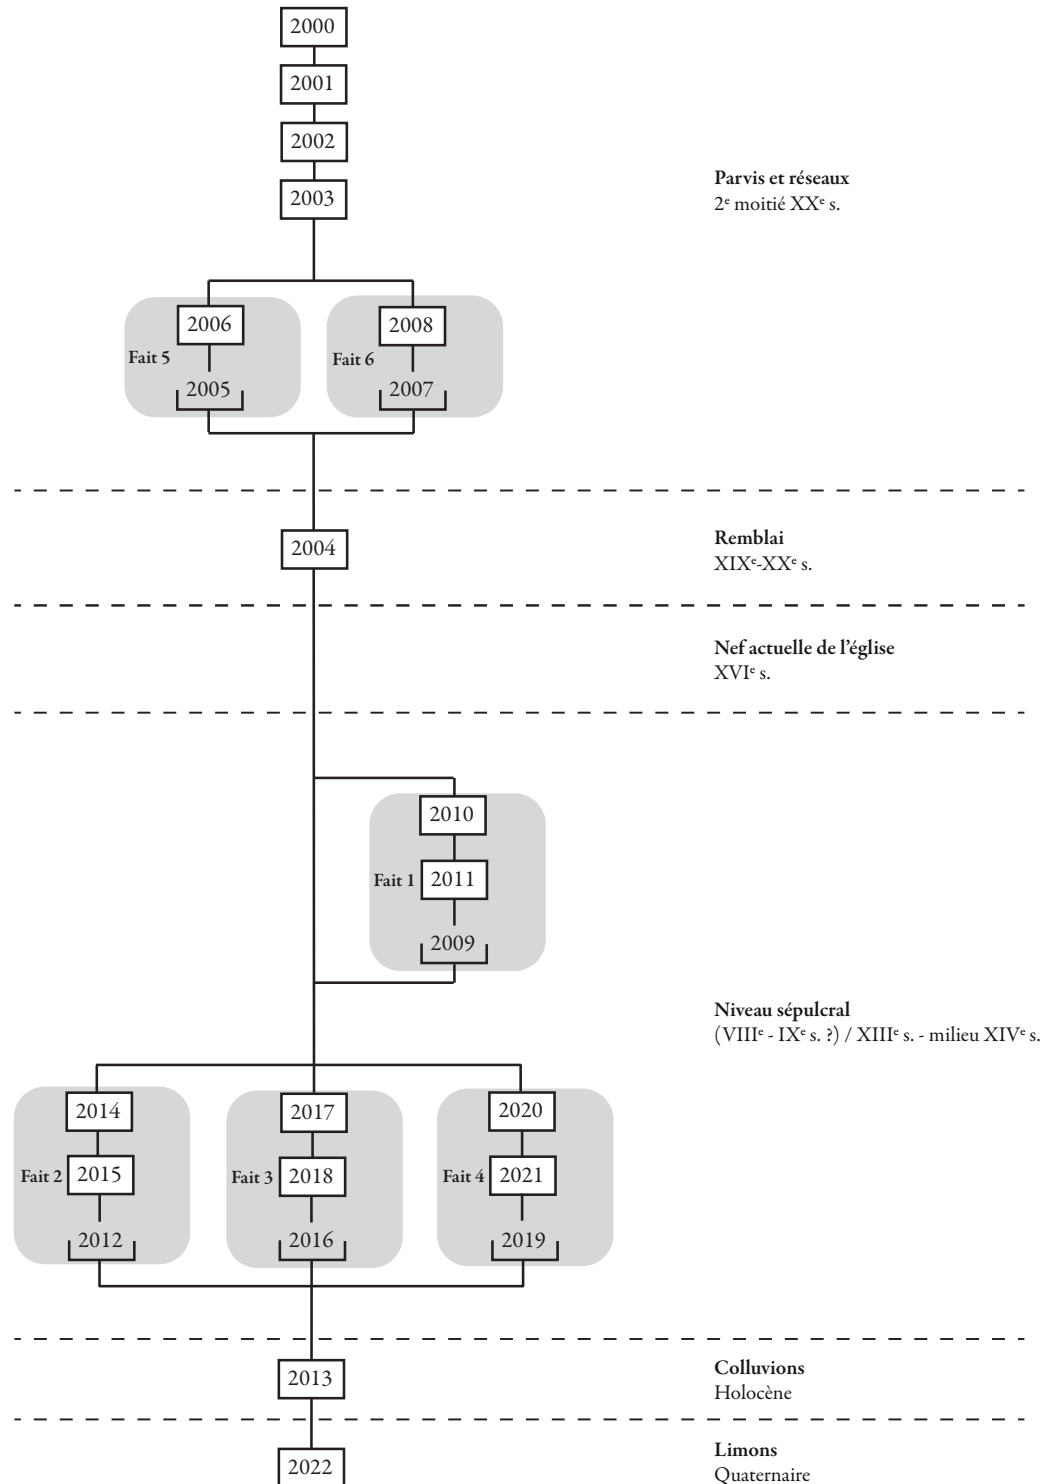 2000
2001
2002
2003
Parvis et réseaux
2e moitié XXe s.
2006
2008
Fait 5
Fait 6
2005
2007
2004
Remblai
XIXe-XXe s.
Nef actuelle de l'église
XVIe s.
2010
Fait 1
2011
2009
Niveau sépulcral
(VIIIe - IXe s. ?) / XIIIe s. - milieu XIVe s.
2014
2017
2020
Fait 2
2015
Fait 3
2018
Fait 4
2021
2012
2016
2019
2013
Colluvions
Holocène
2022
Limons
Quaternaire